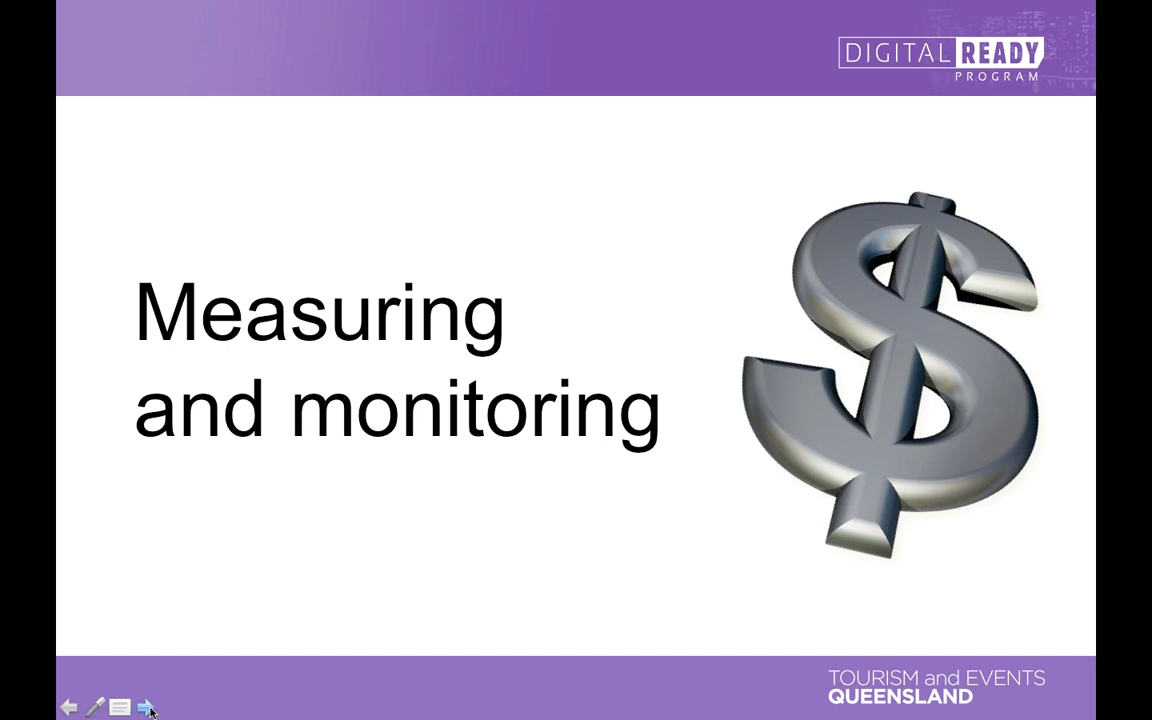 DIGITAL READY
PROGRAM
Measuring
and monitoring
TOURISM and EVENTS
QUEENSLAND